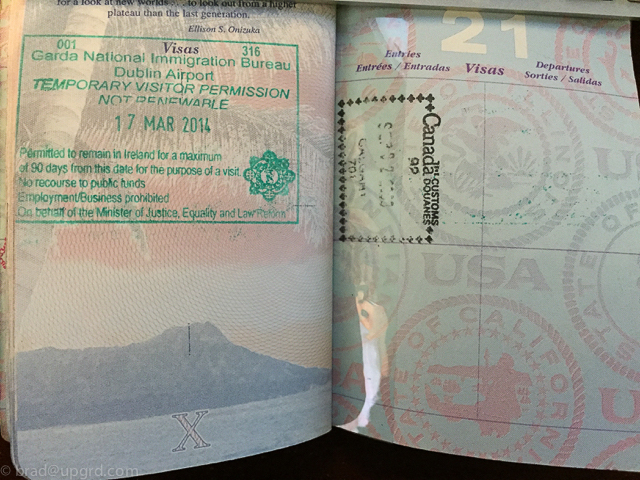 for a look at new worlds ... to look out from a higher
plateau than the last generation.
Ellison S. Onizuka
001 Visas 316
Garda National Immigration Bureau
Dublin Airport
TEMPORARY VISITOR PERMISSION
NOT RENEWABLE
17 MAR 2014
Permitted to remain in Ireland for a maximum
of 90 days from this date for the purpose of a visit.
No recourse to public funds
Employment/Business prohibited
On behalf of the Minister of Justice, Equality and Law Reform
X
21
Entries
Entrées / Entradas
Visas
Departures
Sorties / Salidas
Canada
CUSTOMS
DOUANES
USA
STATE OF CALIFORNIA
USA
© brad@upgrd.com